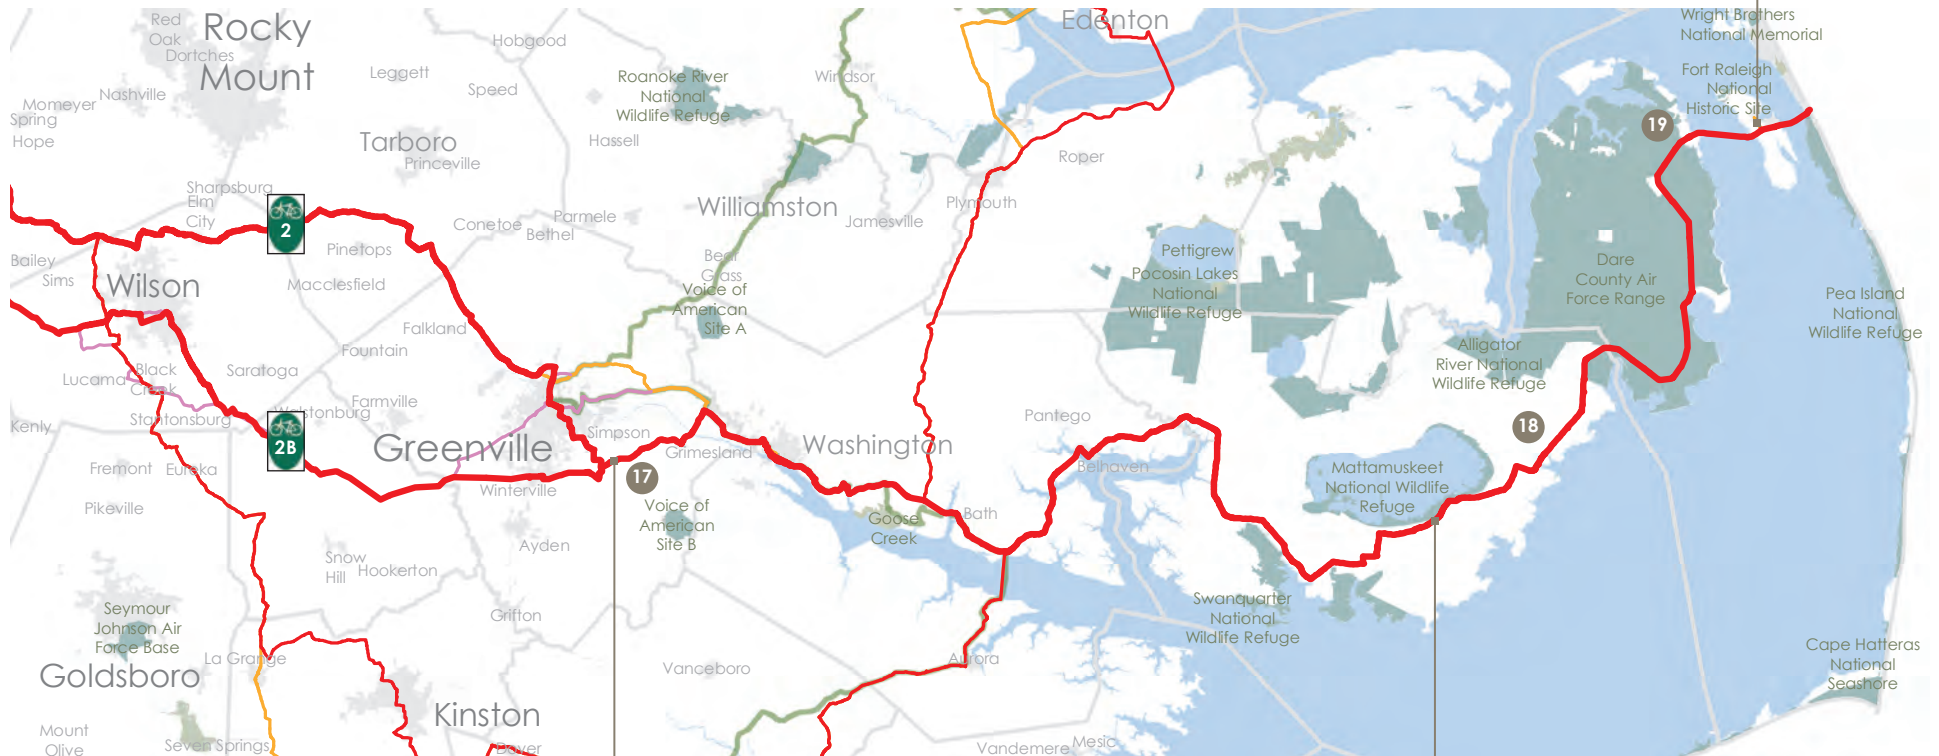 Red
Oak
Dortches
Rocky
Mount
Hobgood
Leggett
Speed
Nashville
Momeyer
Spring
Hope
Roanoke River
National
Wildlife Refuge
Windsor
Edenton
Wright Brothers
National Memorial
Fort Raleigh
National
Historic Site
19
Tarboro
Princeville
Hassell
Roper
Sharpsburg
Elm
City
2
Conetoe
Parmele
Bethel
Williamston
Jamesville
Plymouth
Bailey
Sims
Wilson
Pinetops
Macclesfield
Bear
Grass
Voice of
American
Site A
Pettigrew
Pocosin Lakes
National
Wildlife Refuge
Dare
County Air
Force Range
Pea Island
National
Wildlife Refuge
Falkland
Fountain
Saratoga
Lucama
Black
Creek
Alligator
River National
Wildlife Refuge
Stantonsburg
Walstonburg
Farmville
Kenly
2B
Greenville
Simpson
Grimesland
Washington
Pantego
18
Belhaven
Fremont
Eureka
Winterville
17
Mattamuskeet
National Wildlife
Refuge
Pikeville
Voice of
American
Site B
Goose
Creek
Bath
Ayden
Snow
Hill
Hookerton
Seymour
Johnson Air
Force Base
Grifton
Swanquarter
National
Wildlife Refuge
Goldsboro
La Grange
Vanceboro
Aurora
Cape Hatteras
National
Seashore
Kinston
Mount
Olive
Seven Springs
Dover
Vandemere
Mesic